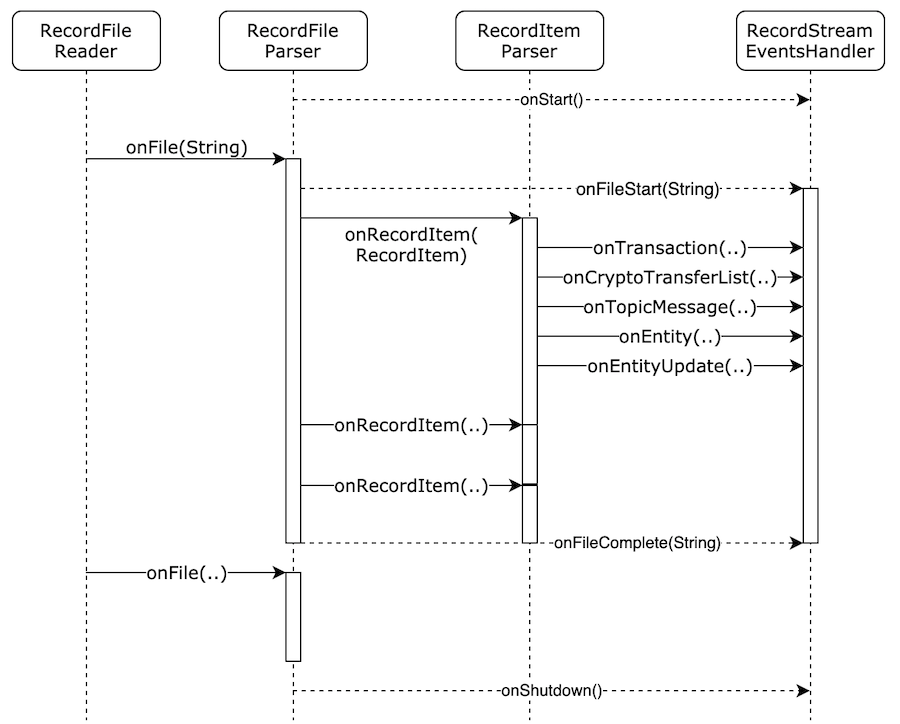 RecordFile
Reader
RecordFile
Parser
RecordItem
Parser
RecordStream
EventsHandler
onStart()
onFile(String)
onFileStart(String)
onRecordItem(
RecordItem)
onTransaction(..)
onCryptoTransferList(..)
onTopicMessage(..)
onEntity(..)
onEntityUpdate(..)
onRecordItem(..)
onRecordItem(..)
onFileComplete(String)
onFile(..)
onShutdown()